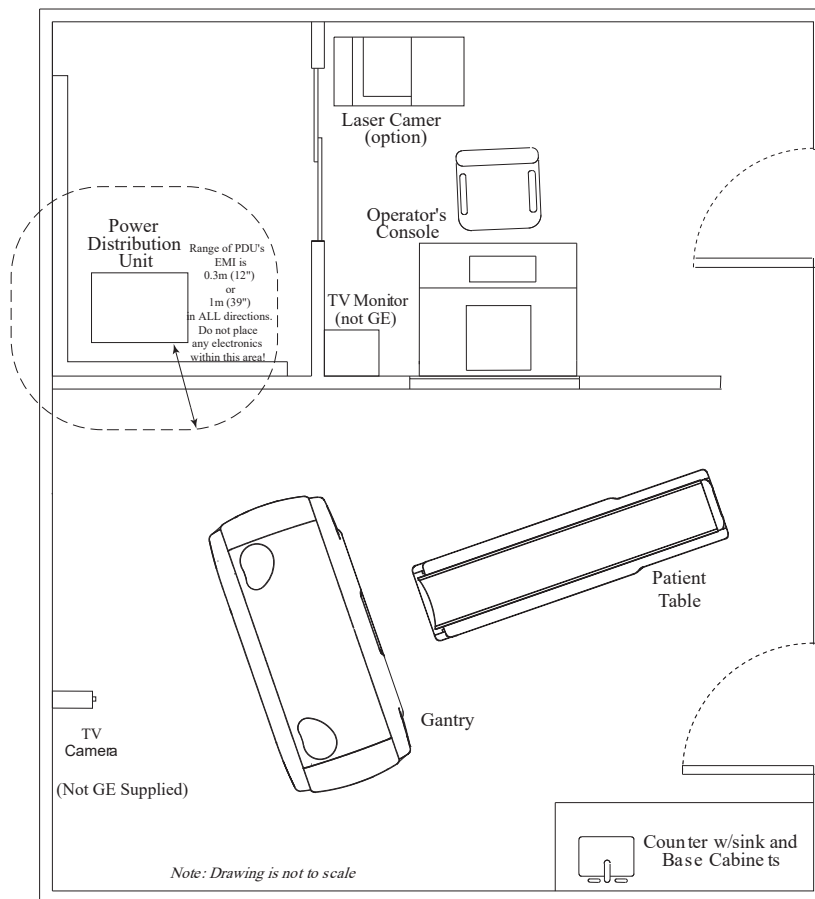 Laser Camer
(option)
Operator's
Console
Power
Distribution
Unit
Range of PDU's
EMI is
0.3m (12")
or
1m (39")
in ALL directions.
Do not place
any electronics
within this area!
TV Monitor
(not GE)
Patient
Table
Gantry
TV
Camera
(Not GE Supplied)
Counter w/sink and
Base Cabinets
Note: Drawing is not to scale